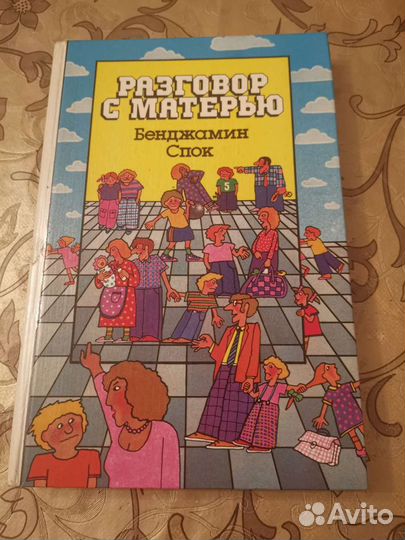 РАЗГОВОР
С МАТЕРЬЮ
Бенджамин
Спок
5
Avito